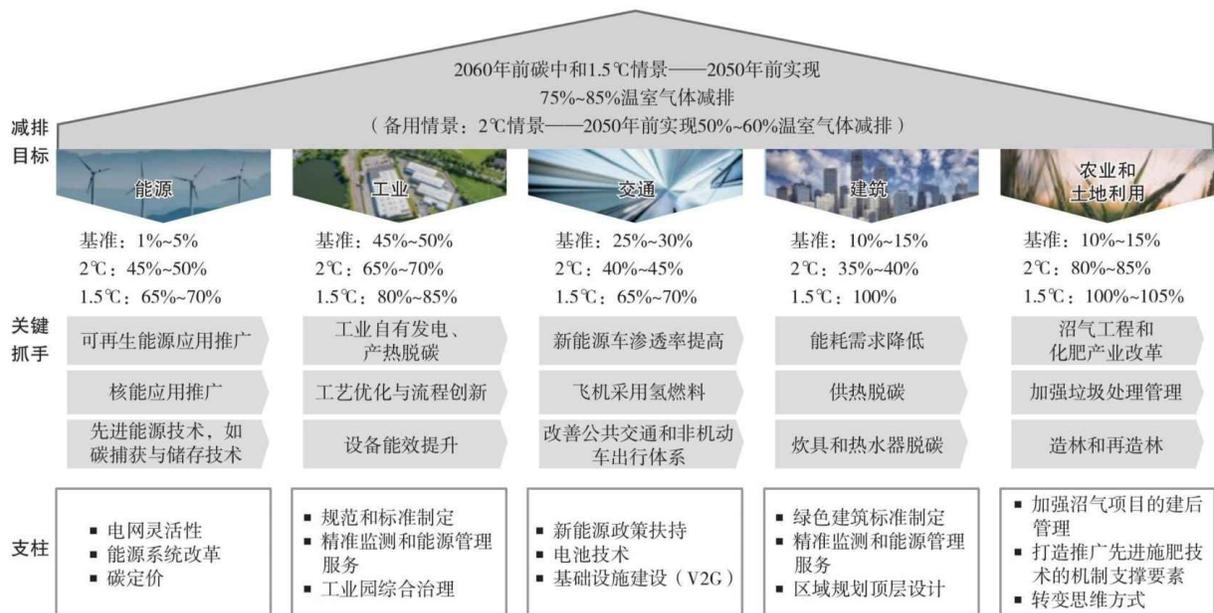 2060年前碳中和1.5℃情景——2050年前实现
75%~85%温室气体减排
（备用情景：2℃情景——2050年前实现50%~60%温室气体减排）
减排
目标
能源
工业
交通
建筑
农业和
土地利用
基准：1%~5%
2℃：45%~50%
1.5℃：65%~70%
基准：45%~50%
2℃：65%~70%
1.5℃：80%~85%
基准：25%~30%
2℃：40%~45%
1.5℃：65%~70%
基准：10%~15%
2℃：35%~40%
1.5℃：100%
基准：10%~15%
2℃：80%~85%
1.5℃：100%~105%
关键
抓手
可再生能源应用推广
工业自有发电、
产热脱碳
新能源车渗透率提高
能耗需求降低
沼气工程和
化肥产业改革
核能应用推广
工艺优化与流程创新
飞机采用氢燃料
供热脱碳
加强垃圾处理管理
先进能源技术，如
碳捕获与储存技术
设备能效提升
改善公共交通和非机动
车出行体系
炊具和热水器脱碳
造林和再造林
支柱
▪ 电网灵活性
▪ 能源系统改革
▪ 碳定价
▪ 规范和标准制定
▪ 精准监测和能源管理
服务
▪ 工业园综合治理
▪ 新能源政策扶持
▪ 电池技术
▪ 基础设施建设（V2G）
▪ 绿色建筑标准制定
▪ 精准监测和能源管理
服务
▪ 区域规划顶层设计
▪ 加强沼气项目的建后
管理
▪ 打造推广先进施肥技
术的机制支撑要素
▪ 转变思维方式